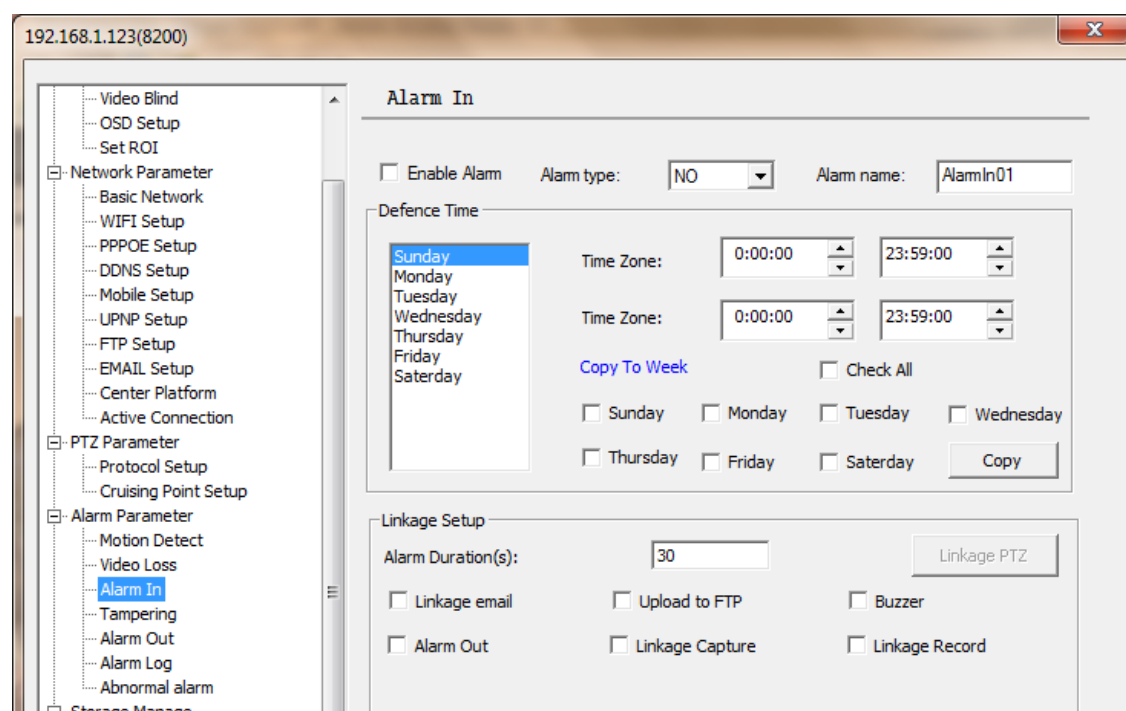 192.168.1.123(8200)
x
Video Blind
OSD Setup
Set ROI
Network Parameter
Basic Network
WIFI Setup
PPPOE Setup
DDNS Setup
Mobile Setup
UPNP Setup
FTP Setup
EMAIL Setup
Center Platform
Active Connection
PTZ Parameter
Protocol Setup
Cruising Point Setup
Alarm Parameter
Motion Detect
Video Loss
Alarm In
Tampering
Alarm Out
Alarm Log
Abnormal alarm
Storage Manage
Alarm In
Enable Alarm Alarm type: NO Alarm name: AlarmIn01
Defence Time
Sunday
Monday
Tuesday
Wednesday
Thursday
Friday
Saterday
Time Zone: 0:00:00 23:59:00
Time Zone: 0:00:00 23:59:00
Copy To Week Check All
Sunday Monday Tuesday Wednesday
Thursday Friday Saterday Copy
Linkage Setup
Alarm Duration(s): 30 Linkage PTZ
Linkage email Upload to FTP Buzzer
Alarm Out Linkage Capture Linkage Record